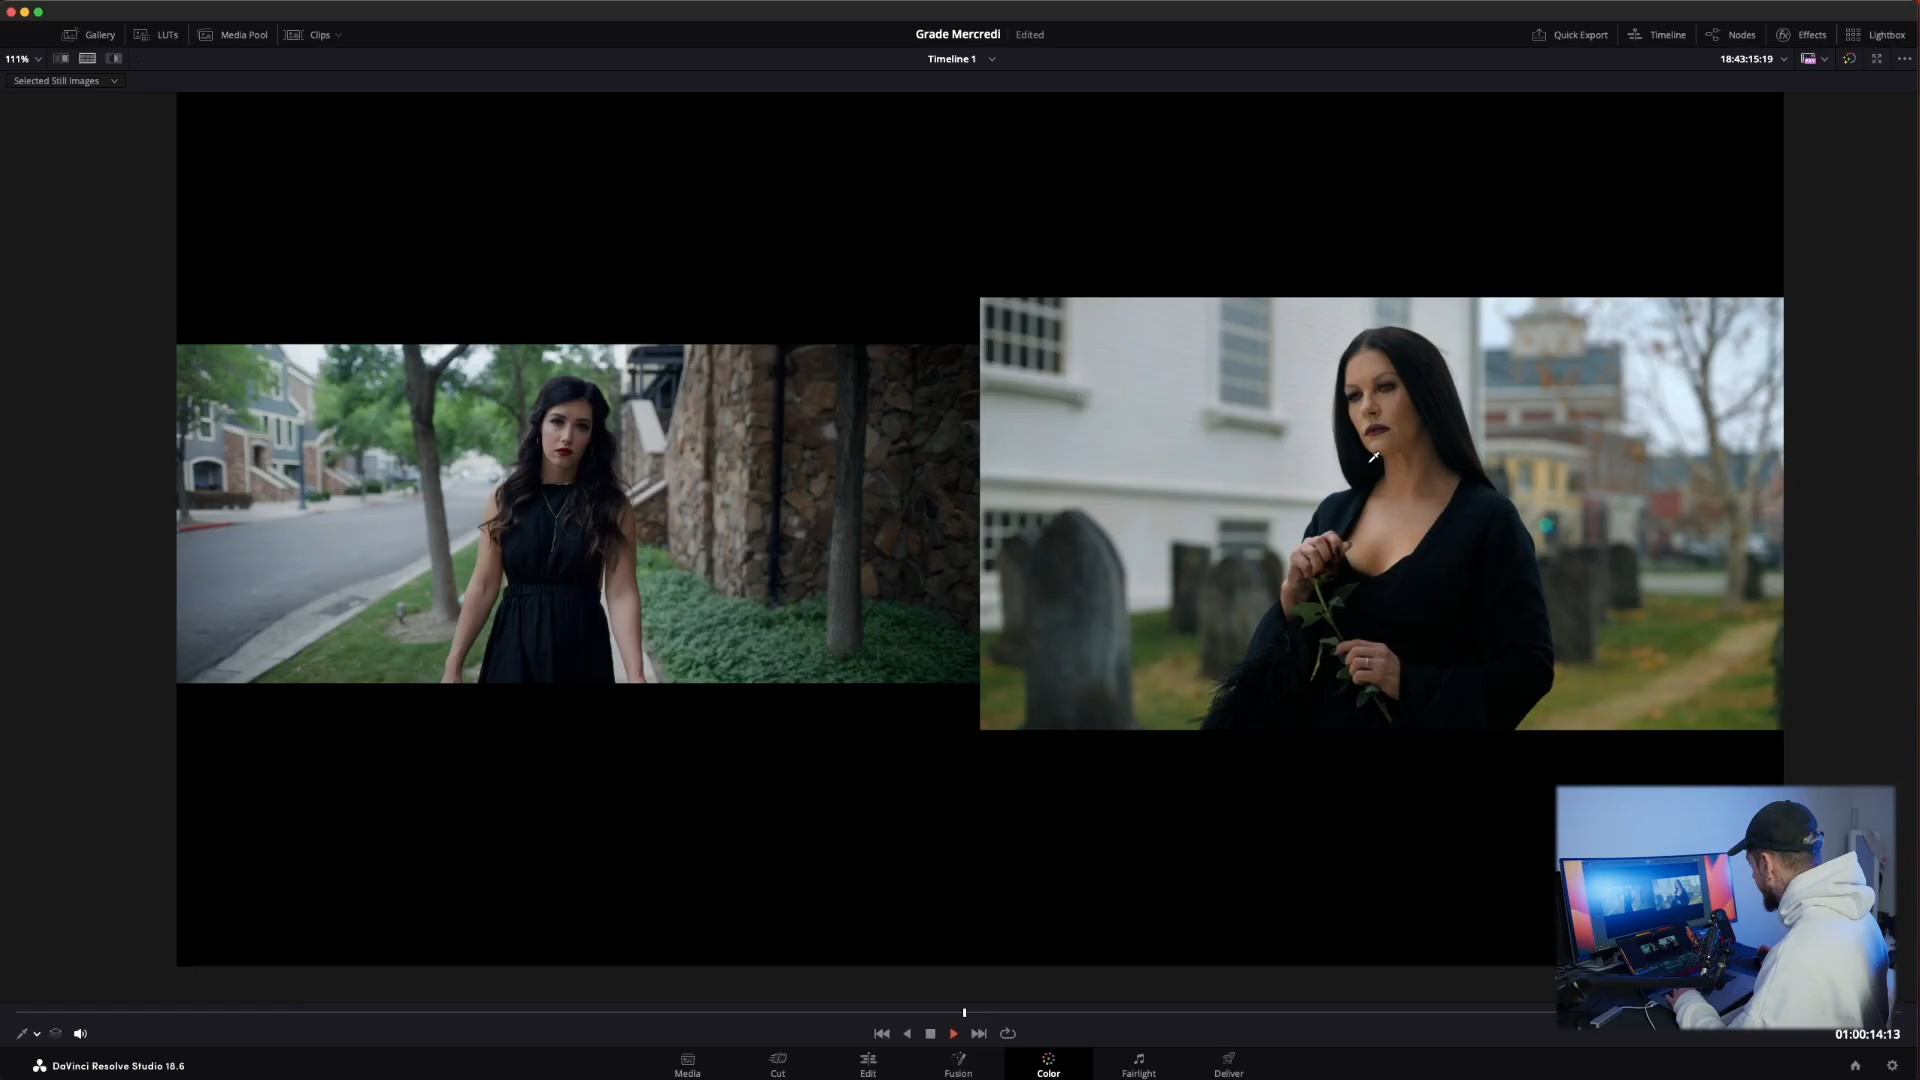 Gallery LUTs Media Pool Clips Grade Mercredi Edited Quick Export Timeline Nodes Effects Lightbox
111% Timeline 1 18:43:15:19
Selected Still Images
01:00:14:13
DaVinci Resolve Studio 18.6 Media Cut Edit Fusion Color Fairlight Deliver